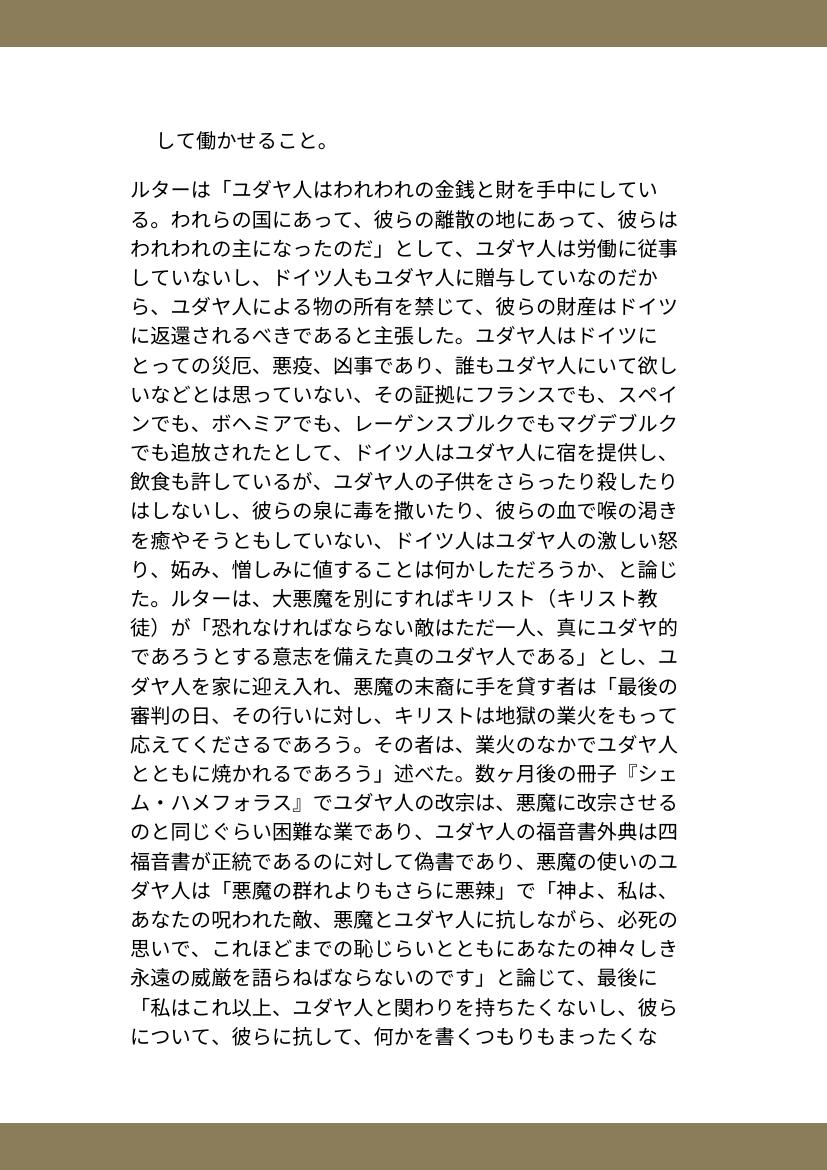 して働かせること。
ルターは「ユダヤ人はわれわれの金銭と財を手中にしてい
る。われらの国にあって、彼らの離散の地にあって、彼らは
われわれの主になったのだ」として、ユダヤ人は労働に従事
していないし、ドイツ人もユダヤ人に贈与していなのだか
ら、ユダヤ人による物の所有を禁じて、彼らの財産はドイツ
に返還されるべきであると主張した。ユダヤ人はドイツに
とっての災厄、悪疫、凶事であり、誰もユダヤ人にいて欲し
いなどとは思っていない、その証拠にフランスでも、スペイ
ンでも、ボヘミアでも、レーゲンスブルクでもマグデブルク
でも追放されたとして、ドイツ人はユダヤ人に宿を提供し、
飲食も許しているが、ユダヤ人の子供をさらったり殺したり
はしないし、彼らの泉に毒を撒いたり、彼らの血で喉の渇き
を癒やそうともしていない、ドイツ人はユダヤ人の激しい怒
り、妬み、憎しみに値することは何かしただろうか、と論じ
た。ルターは、大悪魔を別にすればキリスト（キリスト教
徒）が「恐れなければならない敵はただ一人、真にユダヤ的
であろうとする意志を備えた真のユダヤ人である」とし、ユ
ダヤ人を家に迎え入れ、悪魔の末裔に手を貸す者は「最後の
審判の日、その行いに対し、キリストは地獄の業火をもって
応えてくださるであろう。その者は、業火のなかでユダヤ人
とともに焼かれるであろう」述べた。数ヶ月後の冊子『シェ
ム・ハメフォラス』でユダヤ人の改宗は、悪魔に改宗させる
のと同じぐらい困難な業であり、ユダヤ人の福音書外典は四
福音書が正統であるのに対して偽書であり、悪魔の使いのユ
ダヤ人は「悪魔の群れよりもさらに悪辣」で「神よ、私は、
あなたの呪われた敵、悪魔とユダヤ人に抗しながら、必死の
思いで、これほどまでの恥じらいとともにあなたの神々しき
永遠の威厳を語らねばならないのです」と論じて、最後に
「私はこれ以上、ユダヤ人と関わりを持ちたくないし、彼ら
について、彼らに抗して、何かを書くつもりもまったくな